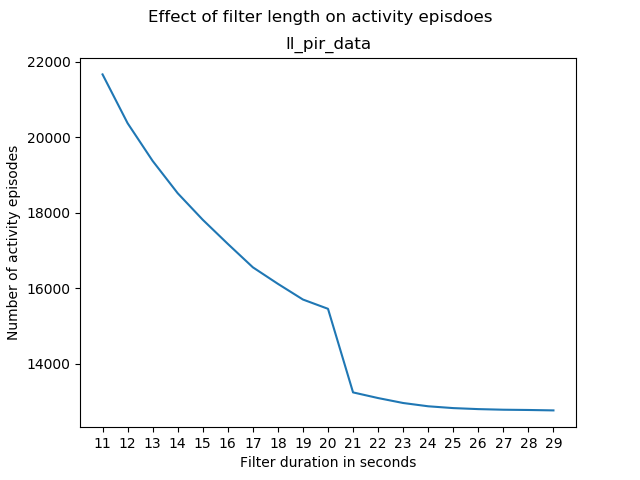 Effect of filter length on activity episdoes
ll_pir_data
Number of activity episodes
22000
20000
18000
16000
14000
11 12 13 14 15 16 17 18 19 20 21 22 23 24 25 26 27 28 29
Filter duration in seconds